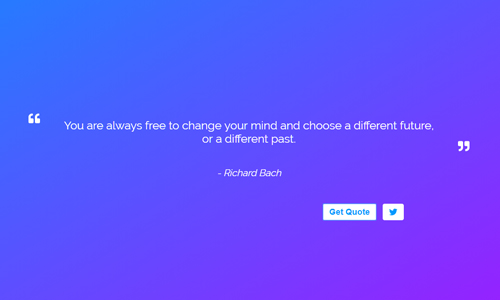 “
You are always free to change your mind and choose a different future,
or a different past.
”
- Richard Bach
Get Quote